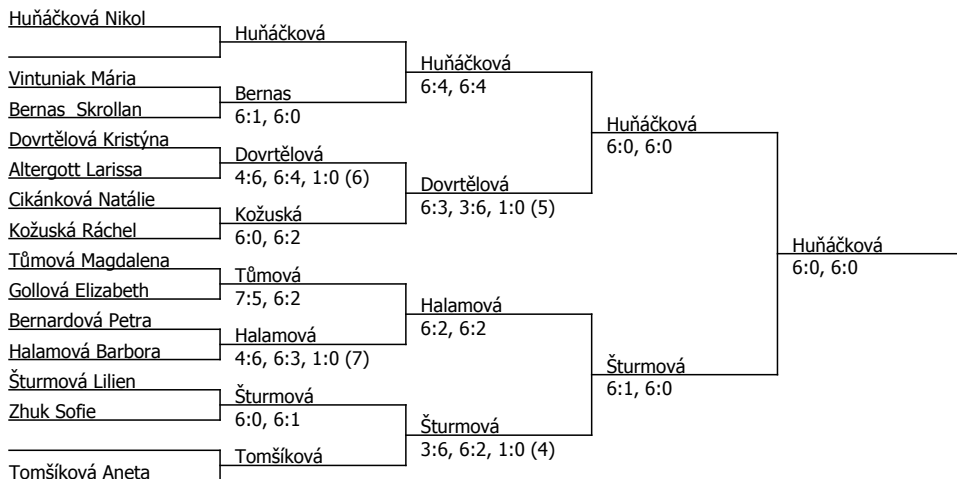 Huňáčková Nikol
Huňáčková
Huňáčková
6:4, 6:4
Vintuniak Mária
Bernas
6:1, 6:0
Bernas Skrollan
Huňáčková
6:0, 6:0
Dovrtělová Kristýna
Dovrtělová
4:6, 6:4, 1:0 (6)
Altergott Larissa
Dovrtělová
6:3, 3:6, 1:0 (5)
Cikánková Natálie
Kožuská
6:0, 6:2
Kožuská Ráchel
Huňáčková
6:0, 6:0
Tůmová Magdalena
Tůmová
7:5, 6:2
Gollová Elizabeth
Halamová
6:2, 6:2
Bernardová Petra
Halamová
4:6, 6:3, 1:0 (7)
Halamová Barbora
Šturmová
6:1, 6:0
Šturmová Lilien
Šturmová
6:0, 6:1
Zhuk Sofie
Šturmová
3:6, 6:2, 1:0 (4)
Tomšíková
Tomšíková Aneta